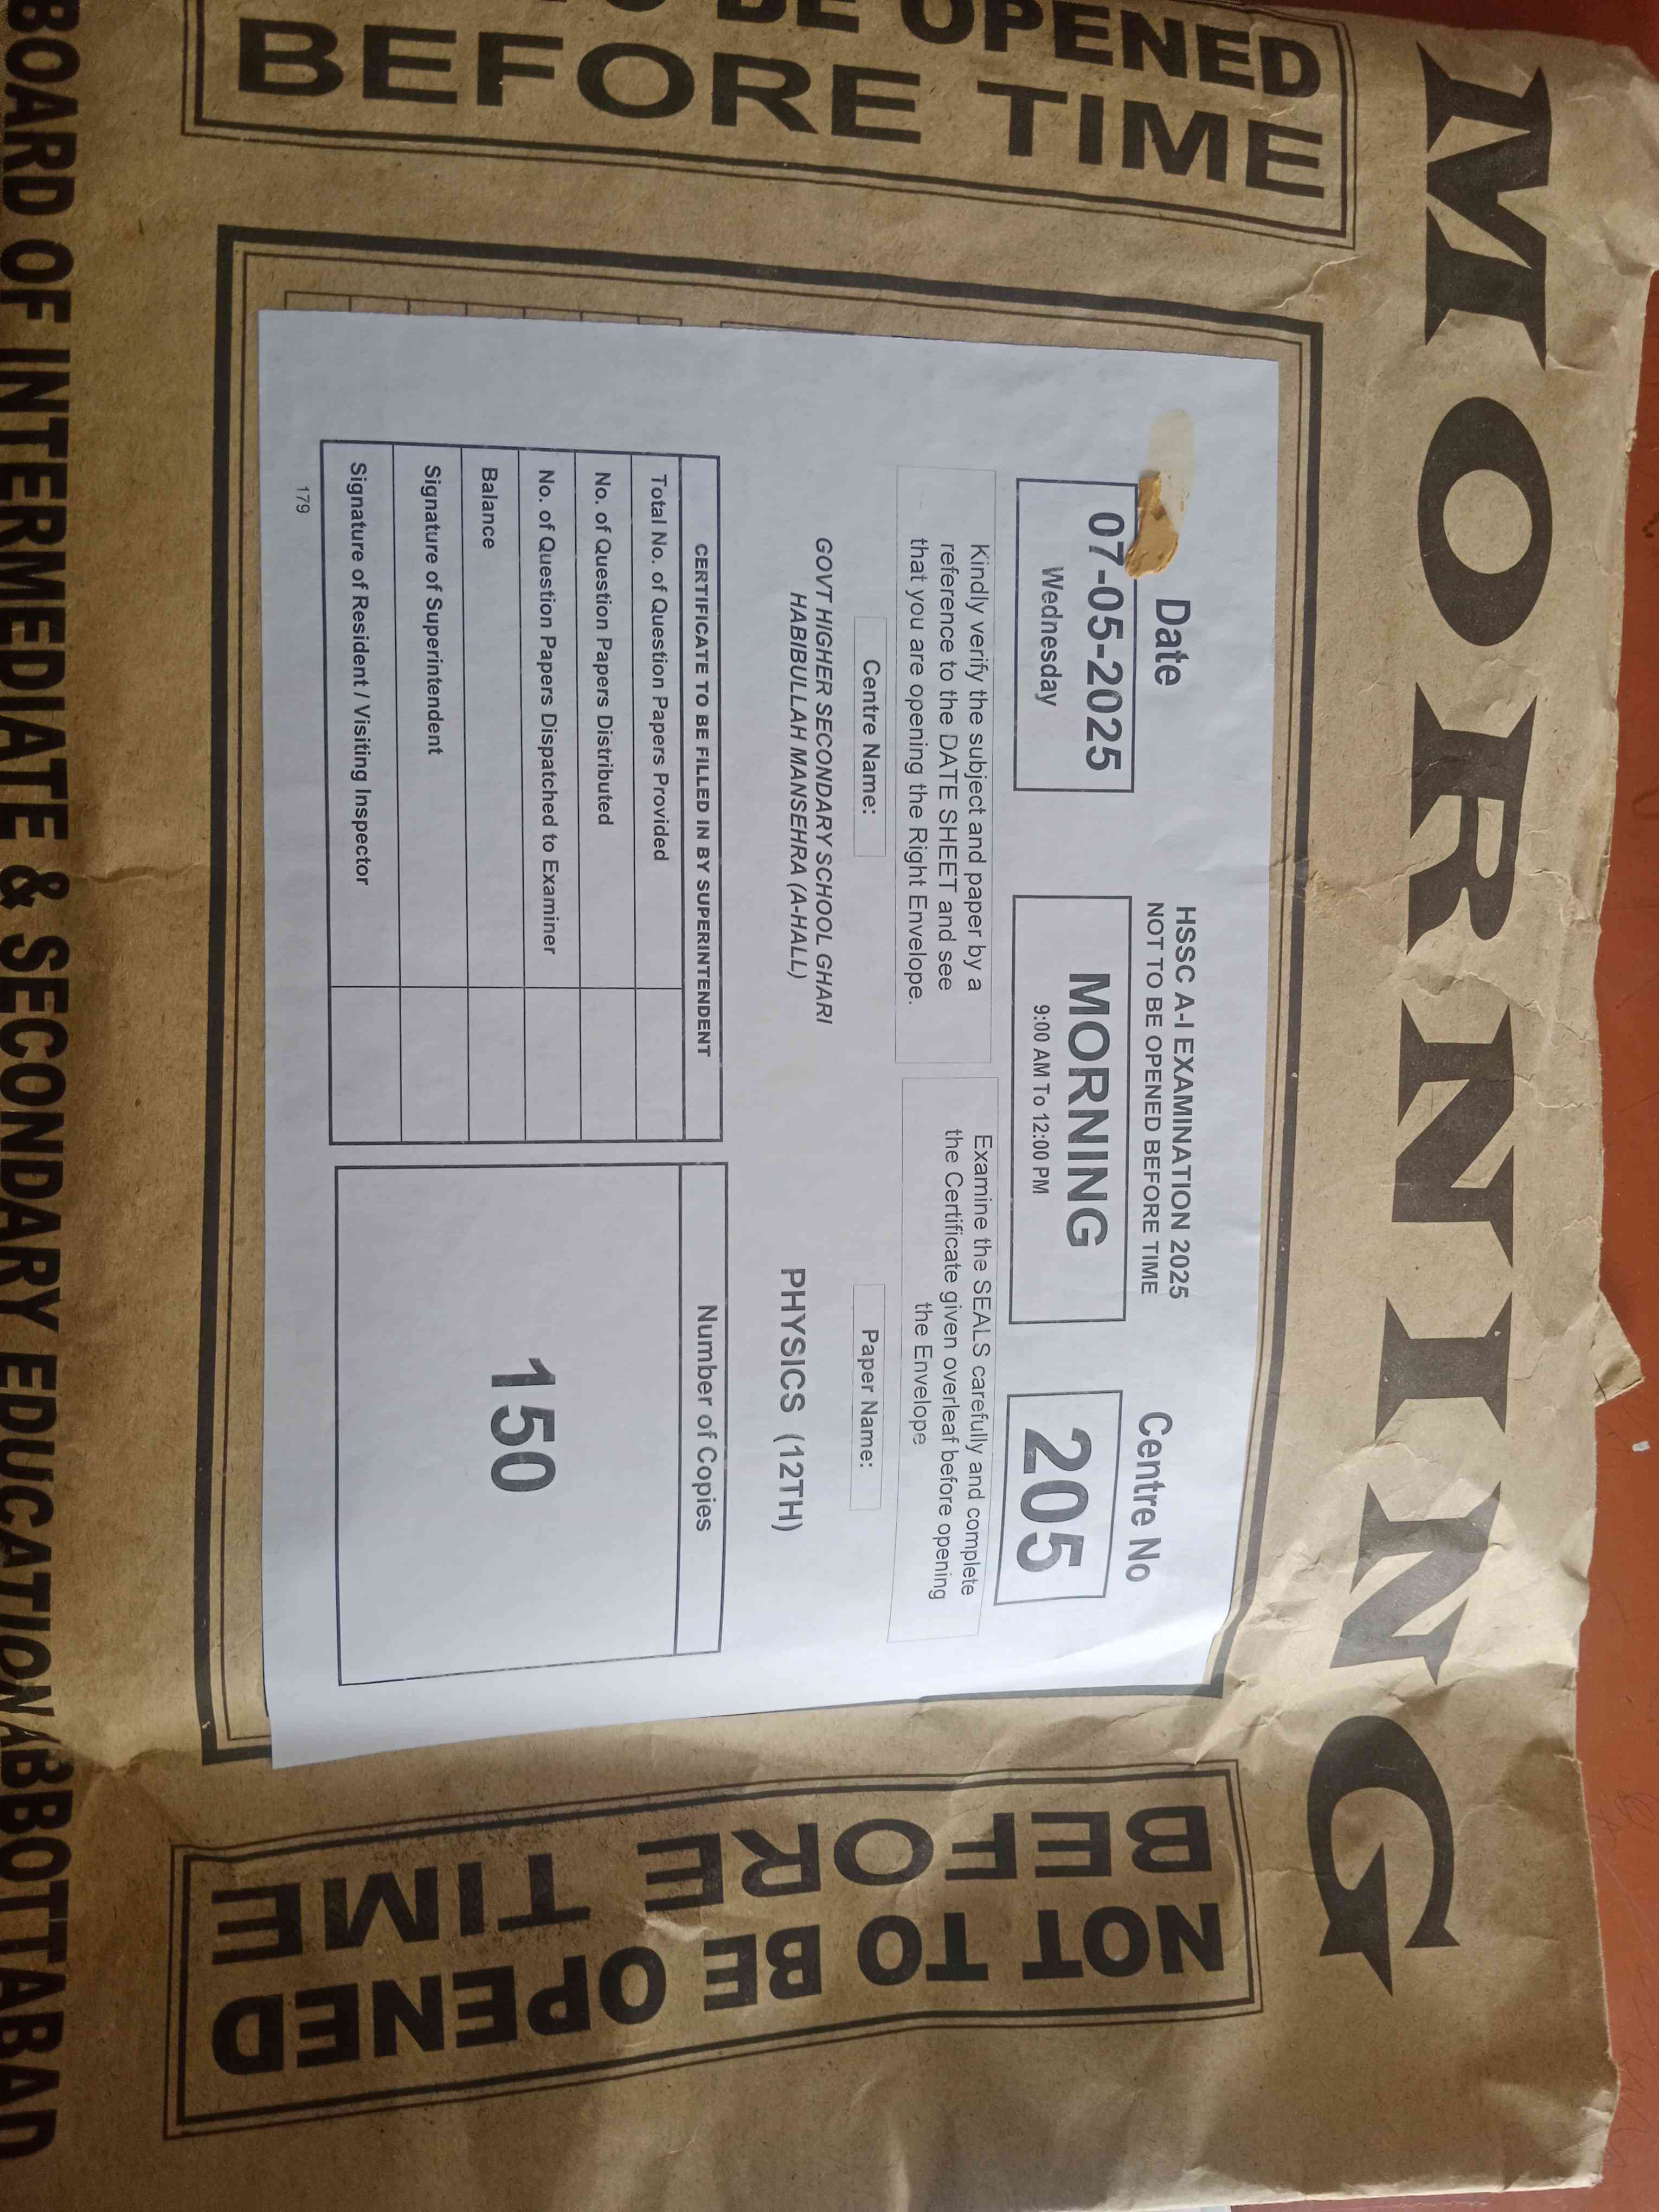 MORNING
BE OPENED
BEFORE TIME
HSSC A-I EXAMINATION 2025
NOT TO BE OPENED BEFORE TIME
Date
07-05-2025
Wednesday
MORNING
9:00 AM To 12:00 PM
Centre No
205
Kindly verify the subject and paper by a
reference to the DATE SHEET and see
that you are opening the Right Envelope.
Examine the SEALS carefully and complete
the Certificate given overleaf before opening
the Envelope
Centre Name:
GOVT HIGHER SECONDARY SCHOOL GHARI
HABIBULLAH MANSEHRA (A-HALL)
Paper Name:
PHYSICS (12TH)
CERTIFICATE TO BE FILLED IN BY SUPERINTENDENT
Total No. of Question Papers Provided
No. of Question Papers Distributed
No. of Question Papers Dispatched to Examiner
Balance
Signature of Superintendent
Signature of Resident / Visiting Inspector
Number of Copies
150
179
NOT TO BE OPENED
BEFORE TIME
BOARD OF INTERMEDIATE & SECONDARY EDUCATION ABBOTTABAD